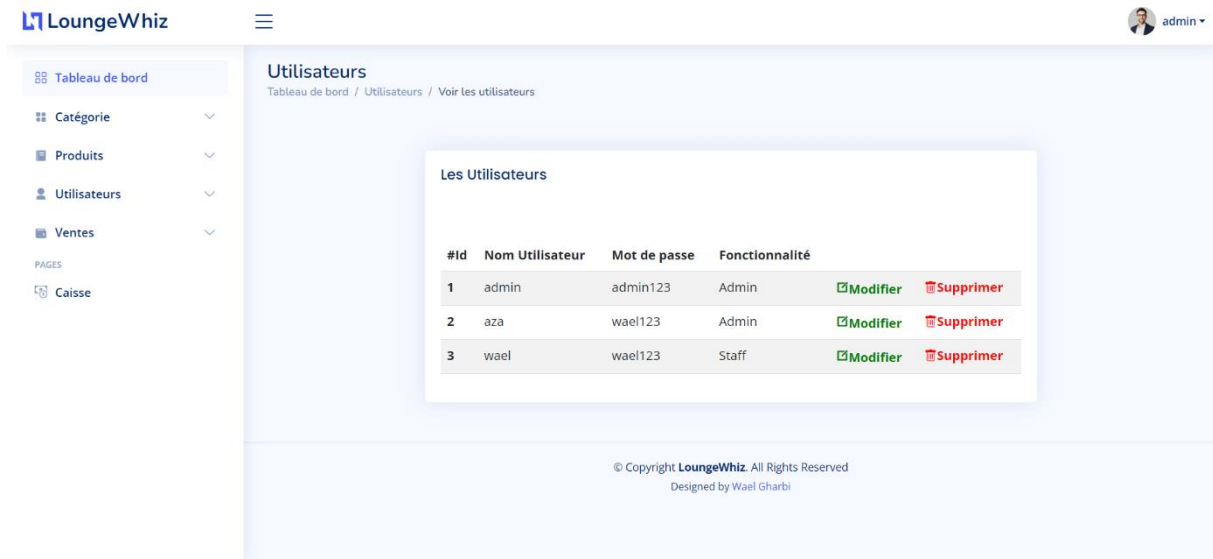 LoungeWhiz
admin
Tableau de bord
Catégorie
Produits
Utilisateurs
Ventes
PAGES
Caisse
Utilisateurs
Tableau de bord / Utilisateurs / Voir les utilisateurs
Les Utilisateurs
#Id Nom Utilisateur Mot de passe Fonctionnalité
1 admin admin123 Admin Modifier Supprimer
2 aza wael123 Admin Modifier Supprimer
3 wael wael123 Staff Modifier Supprimer
© Copyright LoungeWhiz. All Rights Reserved
Designed by Wael Gharbi